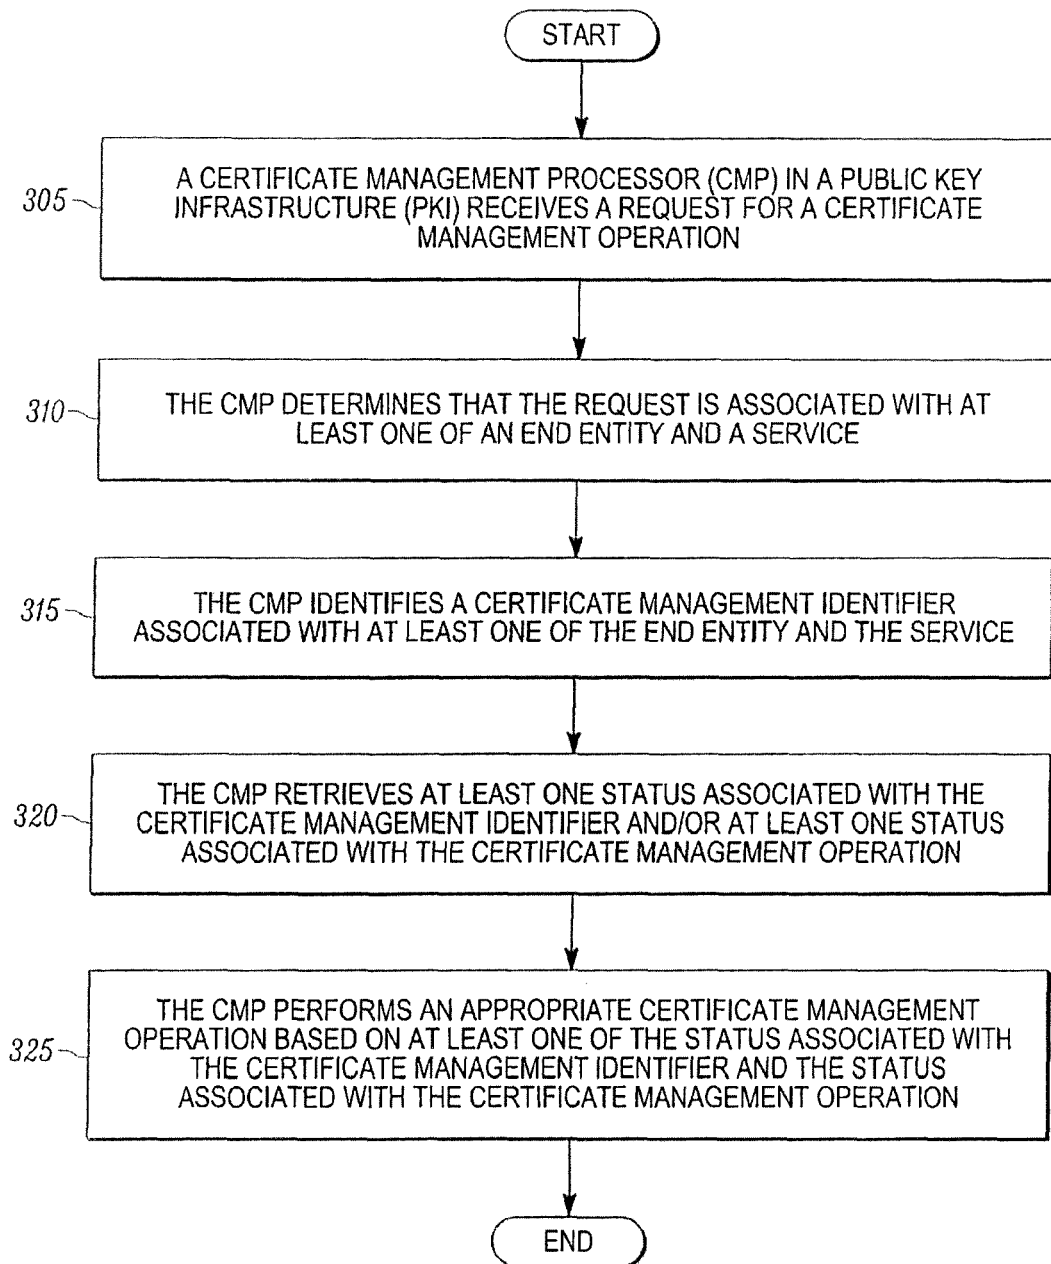 START
305
A CERTIFICATE MANAGEMENT PROCESSOR (CMP) IN A PUBLIC KEY
INFRASTRUCTURE (PKI) RECEIVES A REQUEST FOR A CERTIFICATE
MANAGEMENT OPERATION
310
THE CMP DETERMINES THAT THE REQUEST IS ASSOCIATED WITH AT
LEAST ONE OF AN END ENTITY AND A SERVICE
315
THE CMP IDENTIFIES A CERTIFICATE MANAGEMENT IDENTIFIER
ASSOCIATED WITH AT LEAST ONE OF THE END ENTITY AND THE SERVICE
320
THE CMP RETRIEVES AT LEAST ONE STATUS ASSOCIATED WITH THE
CERTIFICATE MANAGEMENT IDENTIFIER AND/OR AT LEAST ONE STATUS
ASSOCIATED WITH THE CERTIFICATE MANAGEMENT OPERATION
325
THE CMP PERFORMS AN APPROPRIATE CERTIFICATE MANAGEMENT
OPERATION BASED ON AT LEAST ONE OF THE STATUS ASSOCIATED WITH
THE CERTIFICATE MANAGEMENT IDENTIFIER AND THE STATUS
ASSOCIATED WITH THE CERTIFICATE MANAGEMENT OPERATION
END